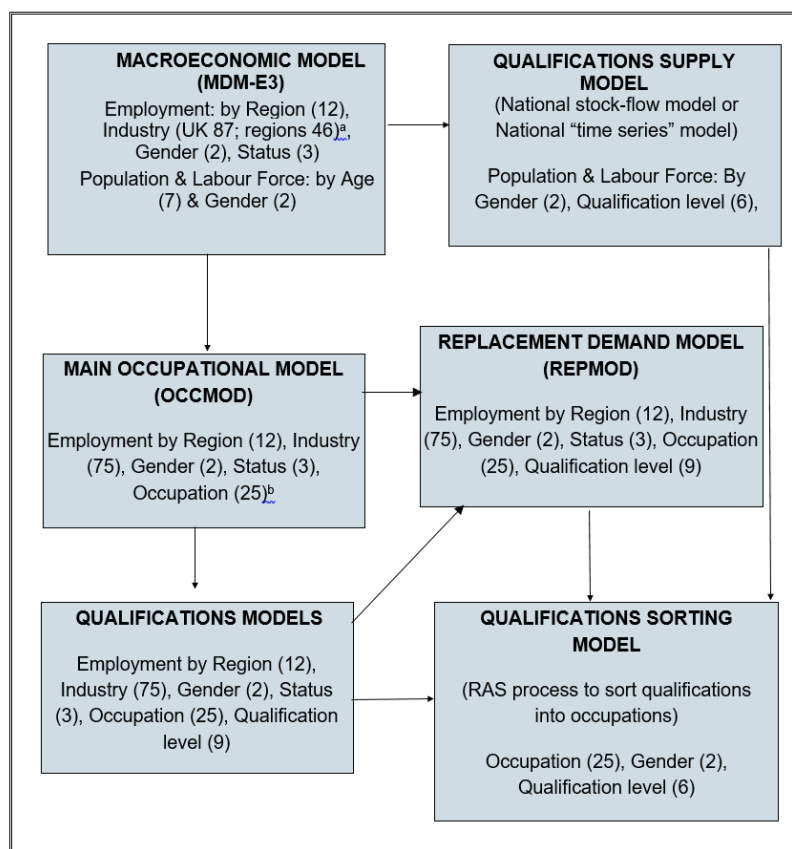 MACROECONOMIC MODEL
(MDM-E3)
Employment: by Region (12),
Industry (UK 87; regions 46)ᵃ,
Gender (2), Status (3)
Population & Labour Force: by Age
(7) & Gender (2)
QUALIFICATIONS SUPPLY
MODEL
(National stock-flow model or
National “time series” model)
Population & Labour Force: By
Gender (2), Qualification level (6),
MAIN OCCUPATIONAL MODEL
(OCCMOD)
Employment by Region (12), Industry
(75), Gender (2), Status (3),
Occupation (25)ᵇ
REPLACEMENT DEMAND MODEL
(REPMOD)
Employment by Region (12), Industry
(75), Gender (2), Status (3), Occupation
(25), Qualification level (9)
QUALIFICATIONS MODELS
Employment by Region (12),
Industry (75), Gender (2), Status
(3), Occupation (25), Qualification
level (9)
QUALIFICATIONS SORTING
MODEL
(RAS process to sort qualifications
into occupations)
Occupation (25), Gender (2),
Qualification level (6)